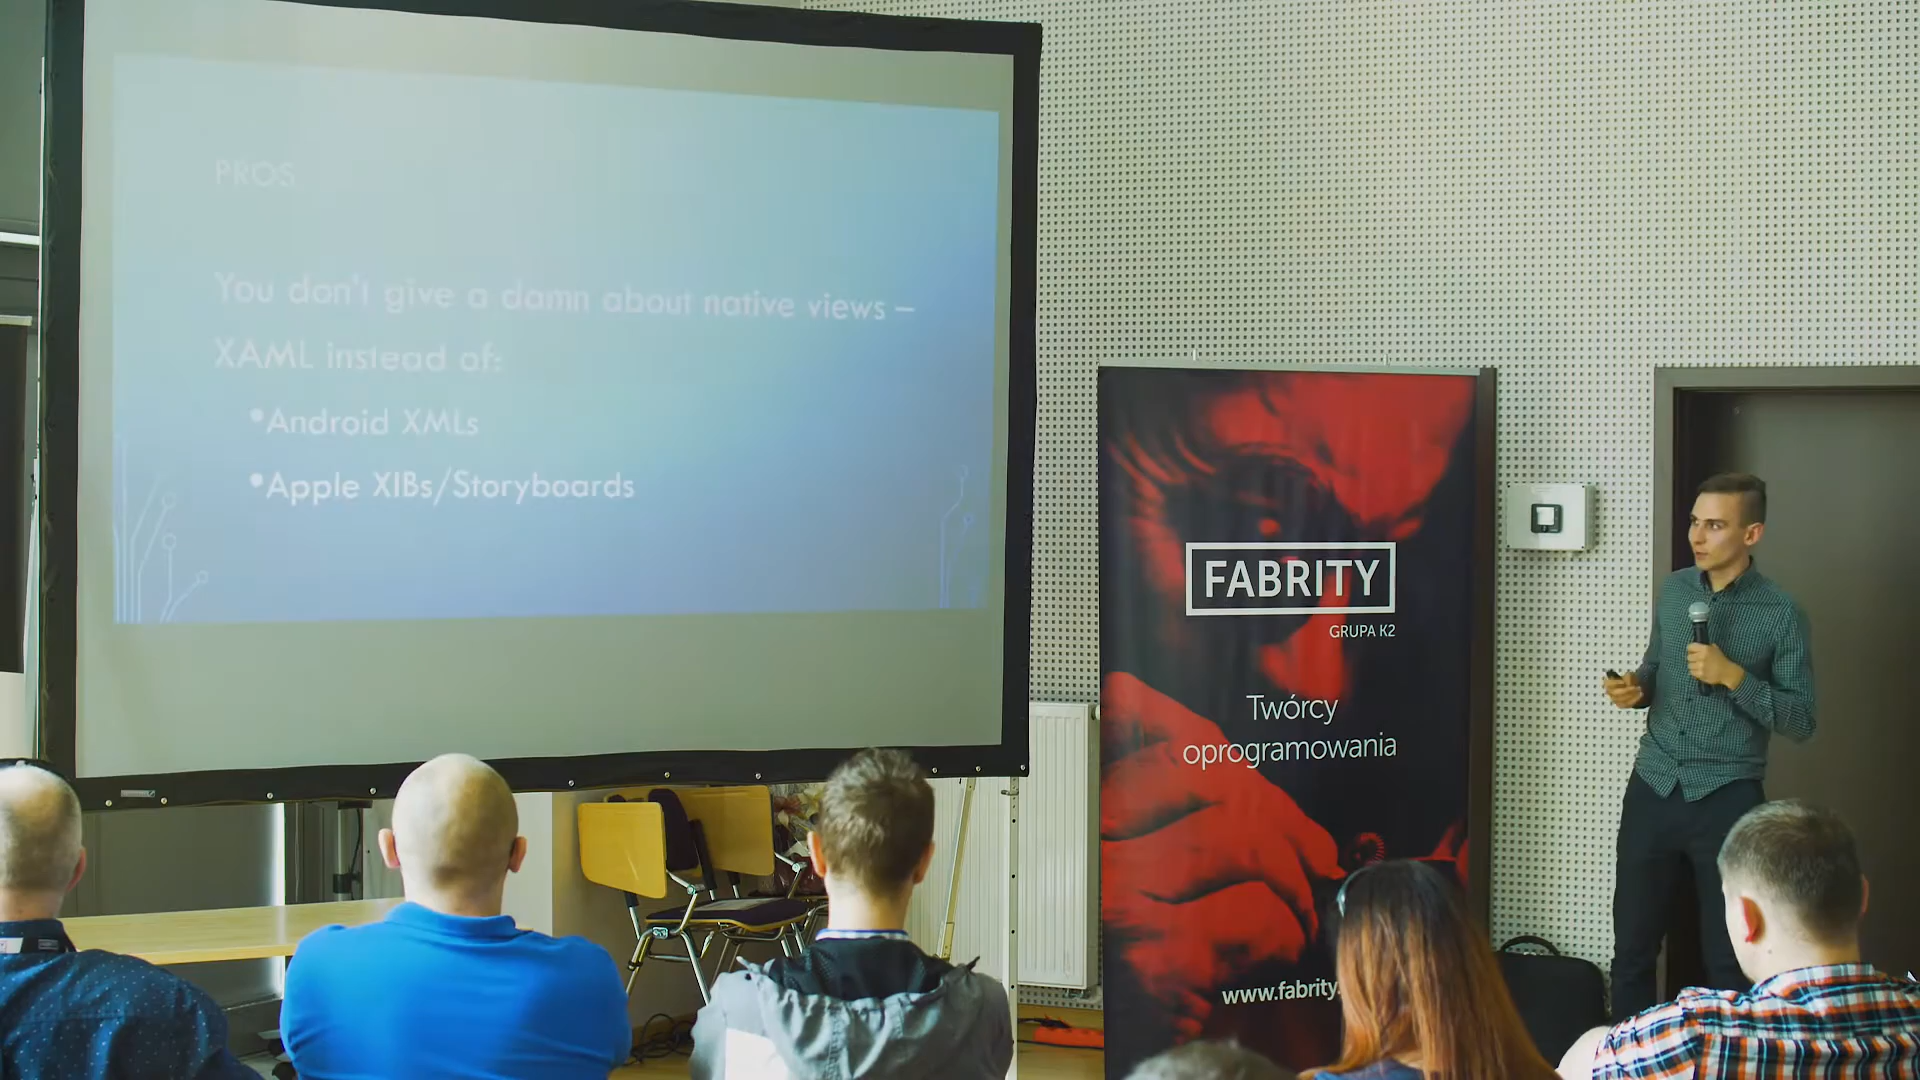 PROS
You don't give a damn about native views –
XAML instead of:
•Android XMLs
•Apple XIBs/Storyboards
FABRITY
GRUPA K2
Twórcy
oprogramowania
www.fabrity.